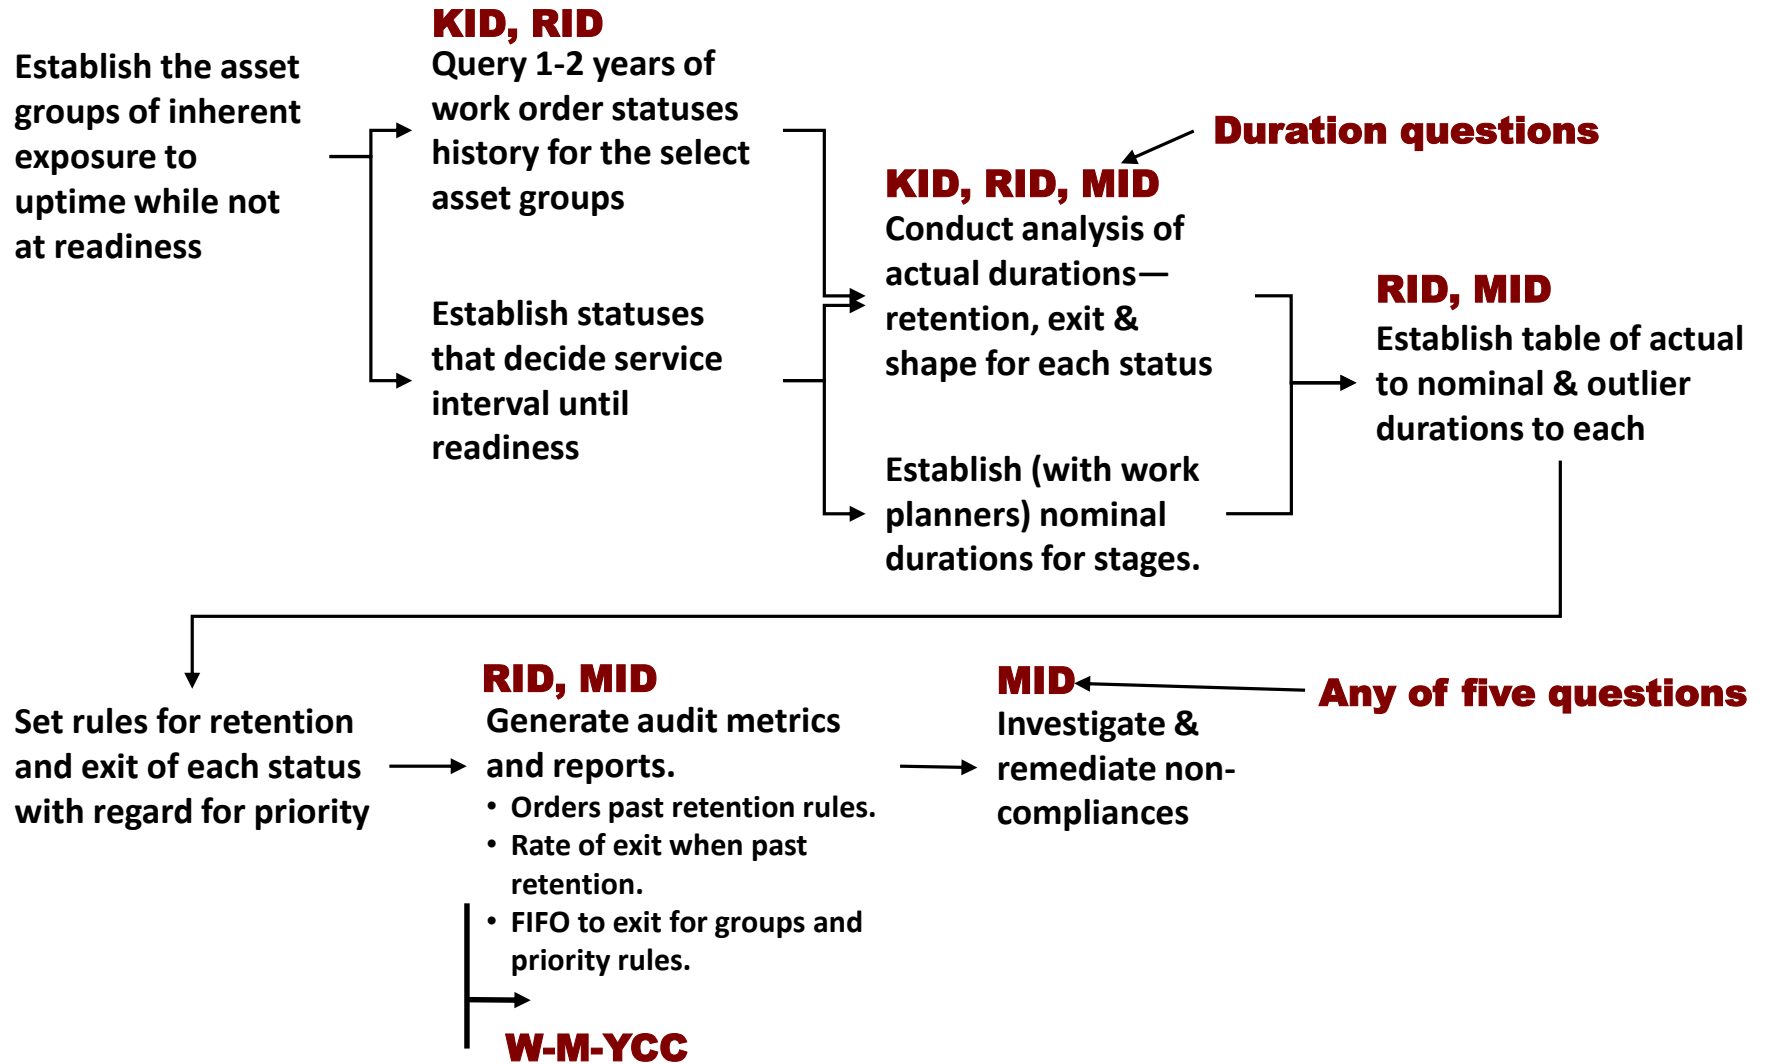 Establish the asset
groups of inherent
exposure to
uptime while not
at readiness
KID, RID
Query 1-2 years of
work order statuses
history for the select
asset groups
Establish statuses
that decide service
interval until
readiness
Duration questions
KID, RID, MID
Conduct analysis of
actual durations—
retention, exit &
shape for each status
Establish (with work
planners) nominal
durations for stages.
RID, MID
Establish table of actual
to nominal & outlier
durations to each
Set rules for retention
and exit of each status
with regard for priority
RID, MID
Generate audit metrics
and reports.
• Orders past retention rules.
• Rate of exit when past
retention.
• FIFO to exit for groups and
priority rules.
W-M-YCC
MID
Investigate &
remediate non-
compliances
Any of five questions